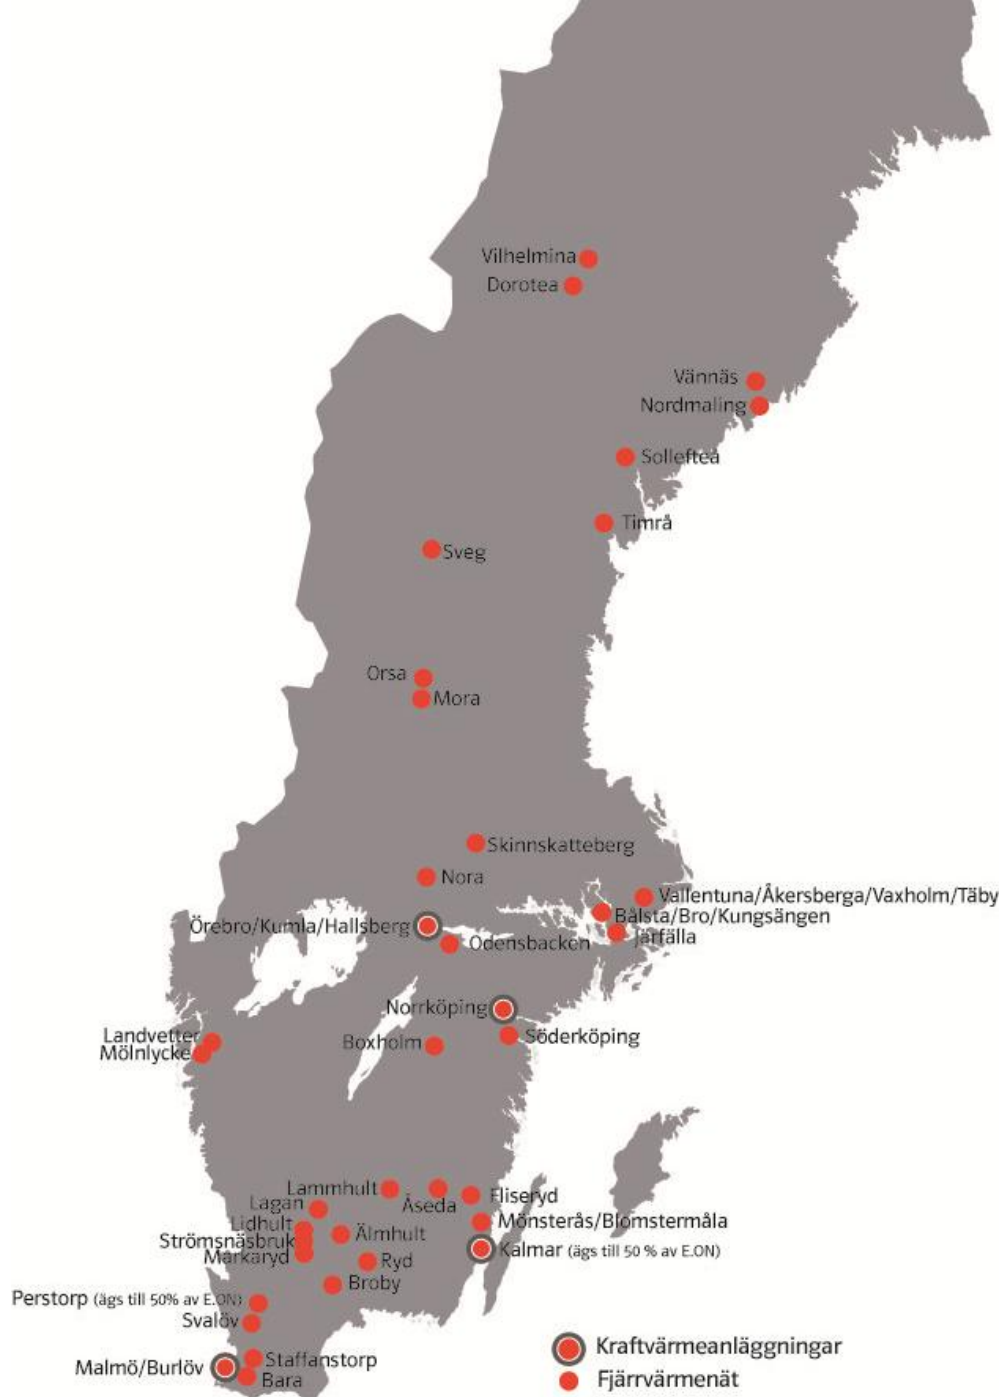 Vilhelmina
Dorotea
Vännäs
Nordmaling
Sollefteå
Timrå
Sveg
Orsa
Mora
Skinnskatteberg
Nora
Vallentuna/Åkersberga/Vaxholm/Täby
Bålsta/Bro/Kungsängen
Örebro/Kumla/Hallsberg
Järfälla
Odensbacken
Norrköping
Söderköping
Landvetter
Boxholm
Mölnlycke
Lammhult
Åseda
Fliseryd
Lagan
Mönsterås/Blomstermåla
Lidhult
Älmhult
Strömsnäsbruk
Kalmar (ägs till 50 % av E.ON)
Markaryd
Ryd
Broby
Perstorp (ägs till 50% av E.ON)
Svalöv
Kraftvärmeanläggningar
Staffanstorp
Malmö/Burlöv
Bara
Fjärrvärmenät